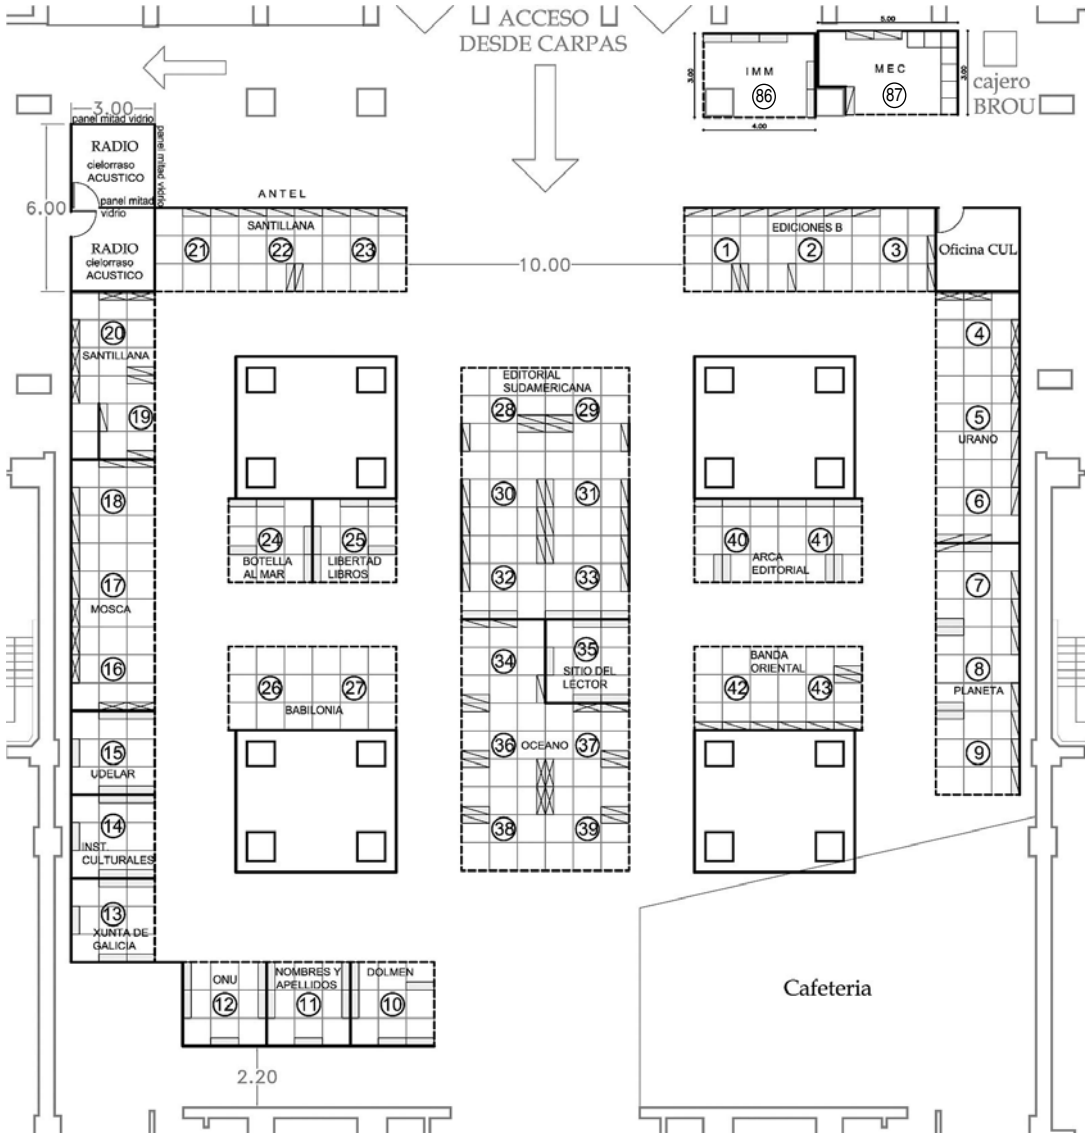 ACCESO
DESDE CARPAS
5.00
3.00
IMM
86
4.00
MEC
87
3.00
cajero
BROU
3.00
panel mitad vidrio
panel mitad vidrio
RADIO
cielorraso
ACUSTICO
6.00
panel mitad
vidrio
RADIO
cielorraso
ACUSTICO
ANTEL
SANTILLANA
21
22
23
10.00
EDICIONES B
1
2
3
Oficina CUL
20
SANTILLANA
19
18
17
MOSCA
16
15
UDELAR
14
INST.
CULTURALES
13
XUNTA DE
GALICIA
24
BOTELLA
AL MAR
25
LIBERTAD
LIBROS
26
27
BABILONIA
EDITORIAL
SUDAMERICANA
28
29
30
31
32
33
34
35
SITIO DEL
LECTOR
36
OCEANO
37
38
39
40
41
ARCA
EDITORIAL
BANDA
ORIENTAL
42
43
4
5
URANO
6
7
8
PLANETA
9
ONU
12
NOMBRES Y
APELLIDOS
11
DOLMEN
10
2.20
Cafeteria